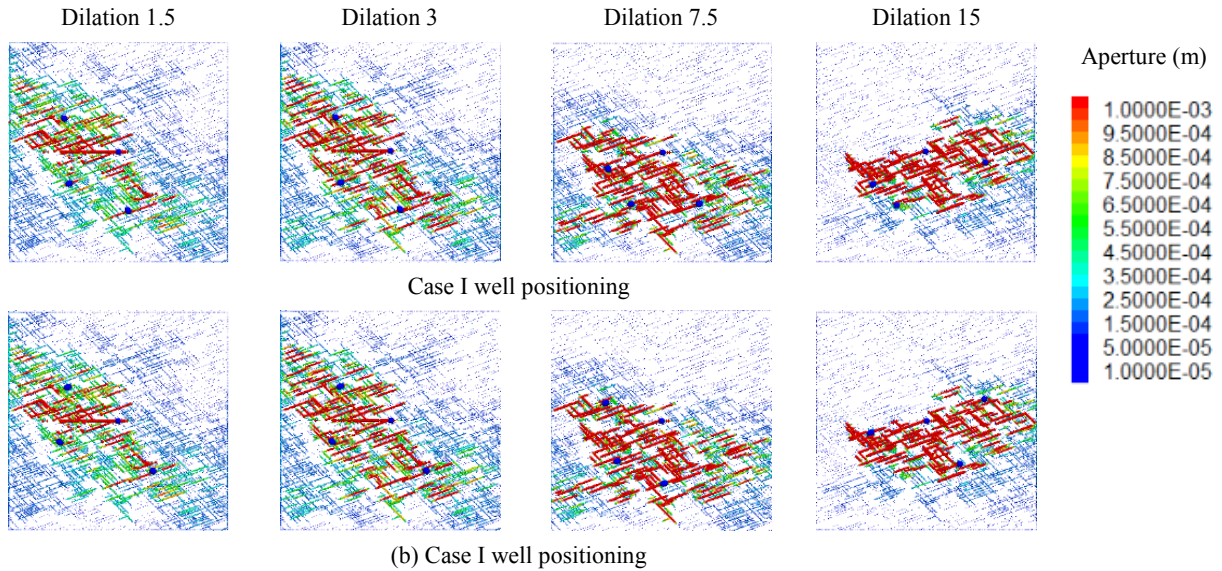 Dilation 1.5 Dilation 3 Dilation 7.5 Dilation 15
Aperture (m)
1.0000E-03
9.5000E-04
8.5000E-04
7.5000E-04
6.5000E-04
5.5000E-04
4.5000E-04
3.5000E-04
2.5000E-04
1.5000E-04
5.0000E-05
1.0000E-05
Case I well positioning
(b) Case I well positioning